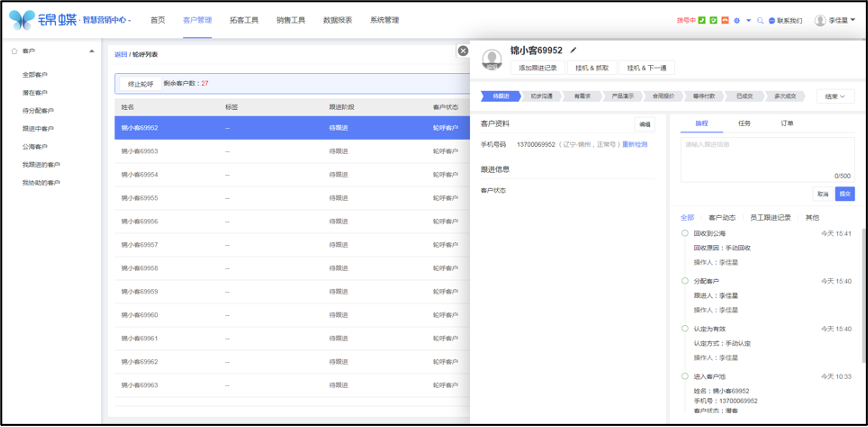 锦蝶 · 智慧营销中心 ·
首页 客户管理 拓客工具 销售工具 数据报表 系统管理
拨号中 联系我们 李佳星
客户
全部客户
潜在客户
待分配客户
跟进中客户
公海客户
我跟进的客户
我协助的客户
返回 / 轮呼列表
终止轮呼 剩余客户数：27
姓名 标签 跟进阶段 客户状态
锦小客69952 -- 待跟进 轮呼客户
锦小客69953 -- 待跟进 轮呼客户
锦小客69954 -- 待跟进 轮呼客户
锦小客69955 -- 待跟进 轮呼客户
锦小客69956 -- 待跟进 轮呼客户
锦小客69957 -- 待跟进 轮呼客户
锦小客69958 -- 待跟进 轮呼客户
锦小客69959 -- 待跟进 轮呼客户
锦小客69960 -- 待跟进 轮呼客户
锦小客69961 -- 待跟进 轮呼客户
锦小客69962 -- 待跟进 轮呼客户
锦小客69963 -- 待跟进 轮呼客户
锦小客69952
添加跟进记录 挂机 & 抓取 挂机 & 下一通
待跟进 初步沟通 有需求 产品演示 合同报价 等待付款 已成交 多次成交 结束
客户资料 编辑
手机号码 13700069952（ 辽宁-锦州，正常号 ）重新检测
跟进信息
客户状态
旅程 任务 订单
请输入跟进信息
0/500
取消 提交
全部 客户动态 员工跟进记录 其他
回收到公海 今天 15:41
回收原因：手动回收
操作人：李佳星
分配客户 今天 15:40
跟进人：李佳星
操作人：李佳星
认定为有效 今天 15:40
认定方式：手动认定
操作人：李佳星
进入客户池 今天 10:33
姓名：锦小客69952
手机号：13700069952
客户状态：潜客